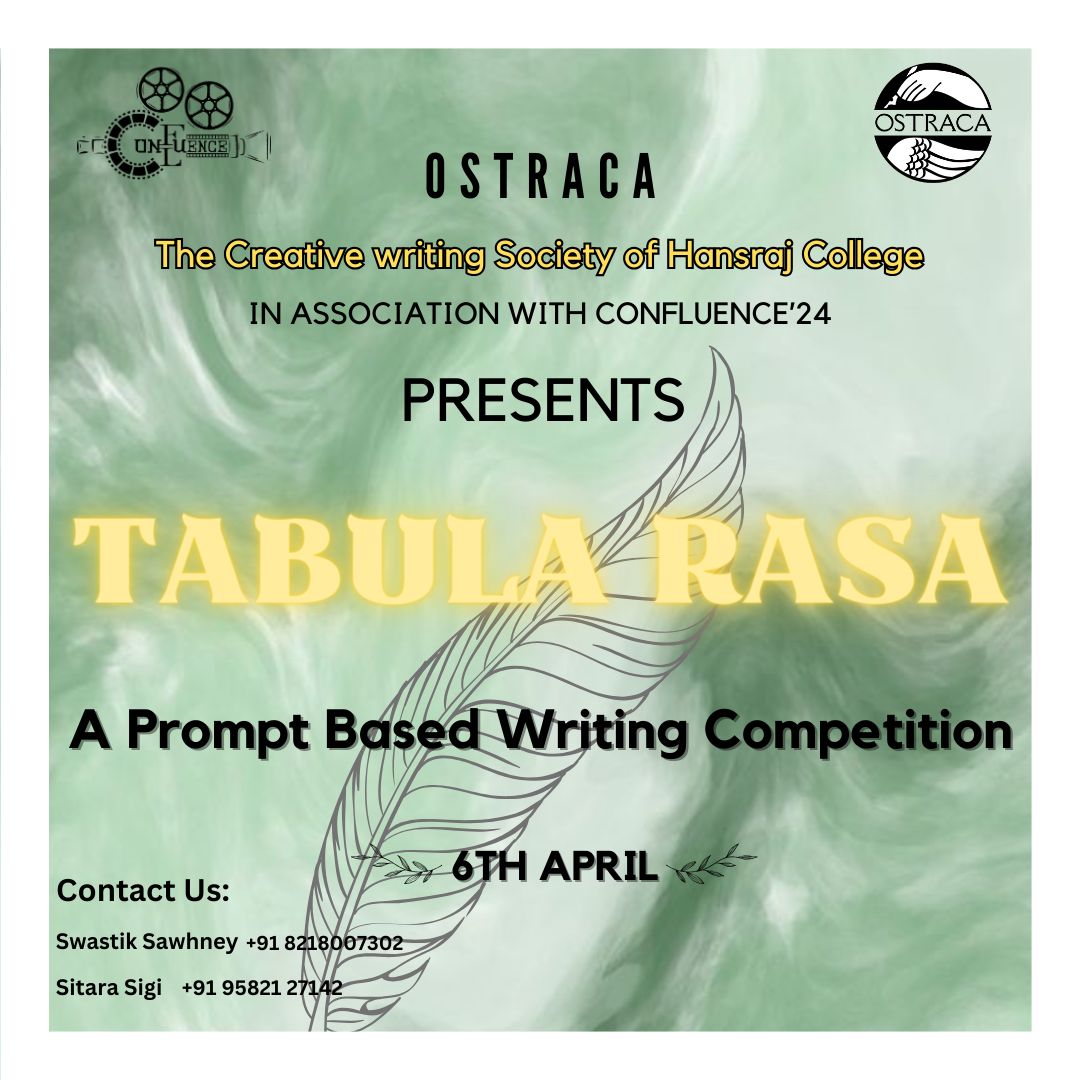 CONFLUENCE
OSTRACA
OSTRACA
The Creative writing Society of Hansraj College
IN ASSOCIATION WITH CONFLUENCE'24
PRESENTS
TABULA RASA
A Prompt Based Writing Competition
6TH APRIL
Contact Us:
Swastik Sawhney +91 8218007302
Sitara Sigi +91 95821 27142